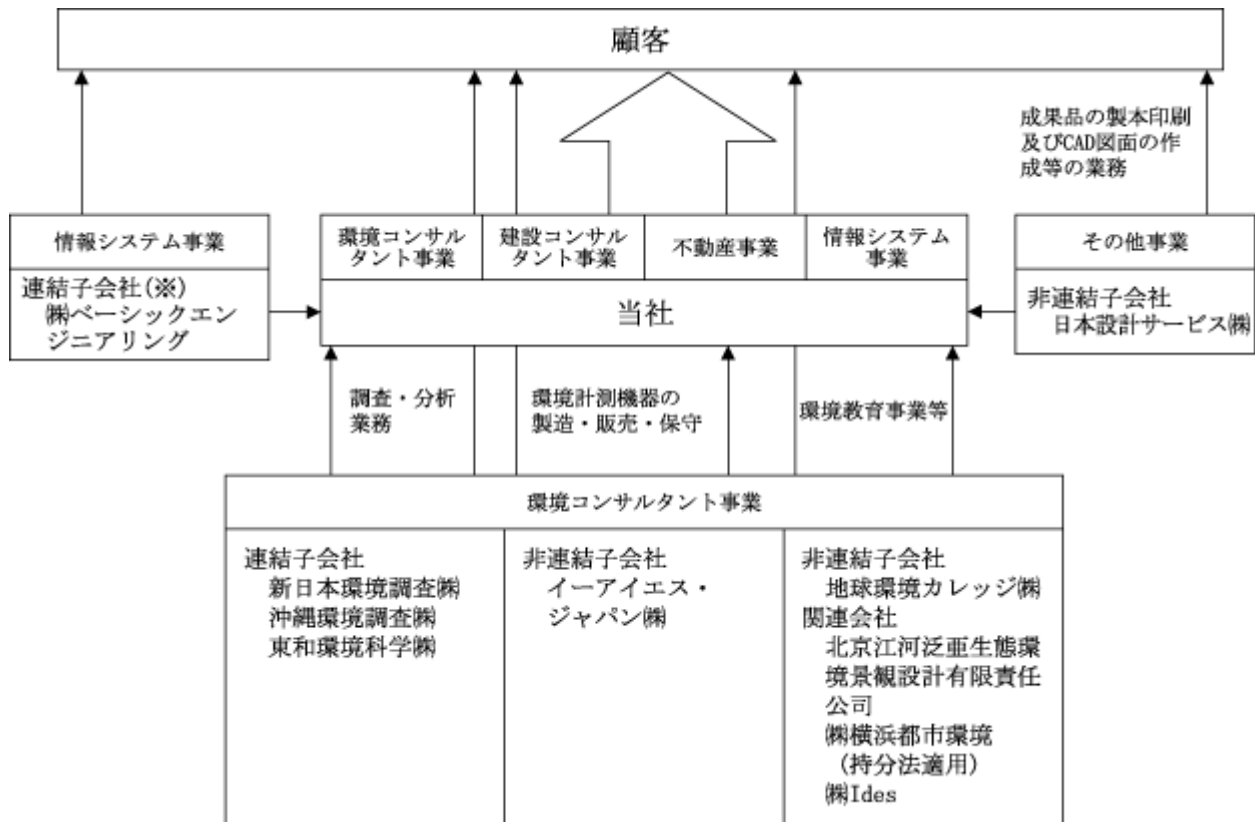 顧客
成果品の製本印刷
及びCAD図面の作
成等の業務
情報システム事業
連結子会社(※)
㈱ベーシックエン
ジニアリング
環境コンサル
タント事業
建設コンサル
タント事業
不動産事業
情報システム
事業
当社
その他事業
非連結子会社
日本設計サービス㈱
調査・分析
業務
環境計測機器の
製造・販売・保守
環境教育事業等
環境コンサルタント事業
連結子会社
新日本環境調査㈱
沖縄環境調査㈱
東和環境科学㈱
非連結子会社
イーアイエス・
ジャパン㈱
非連結子会社
地球環境カレッジ㈱
関連会社
北京江河泛亜生態環
境景観設計有限責任
公司
㈱横浜都市環境
(持分法適用)
㈱Ides